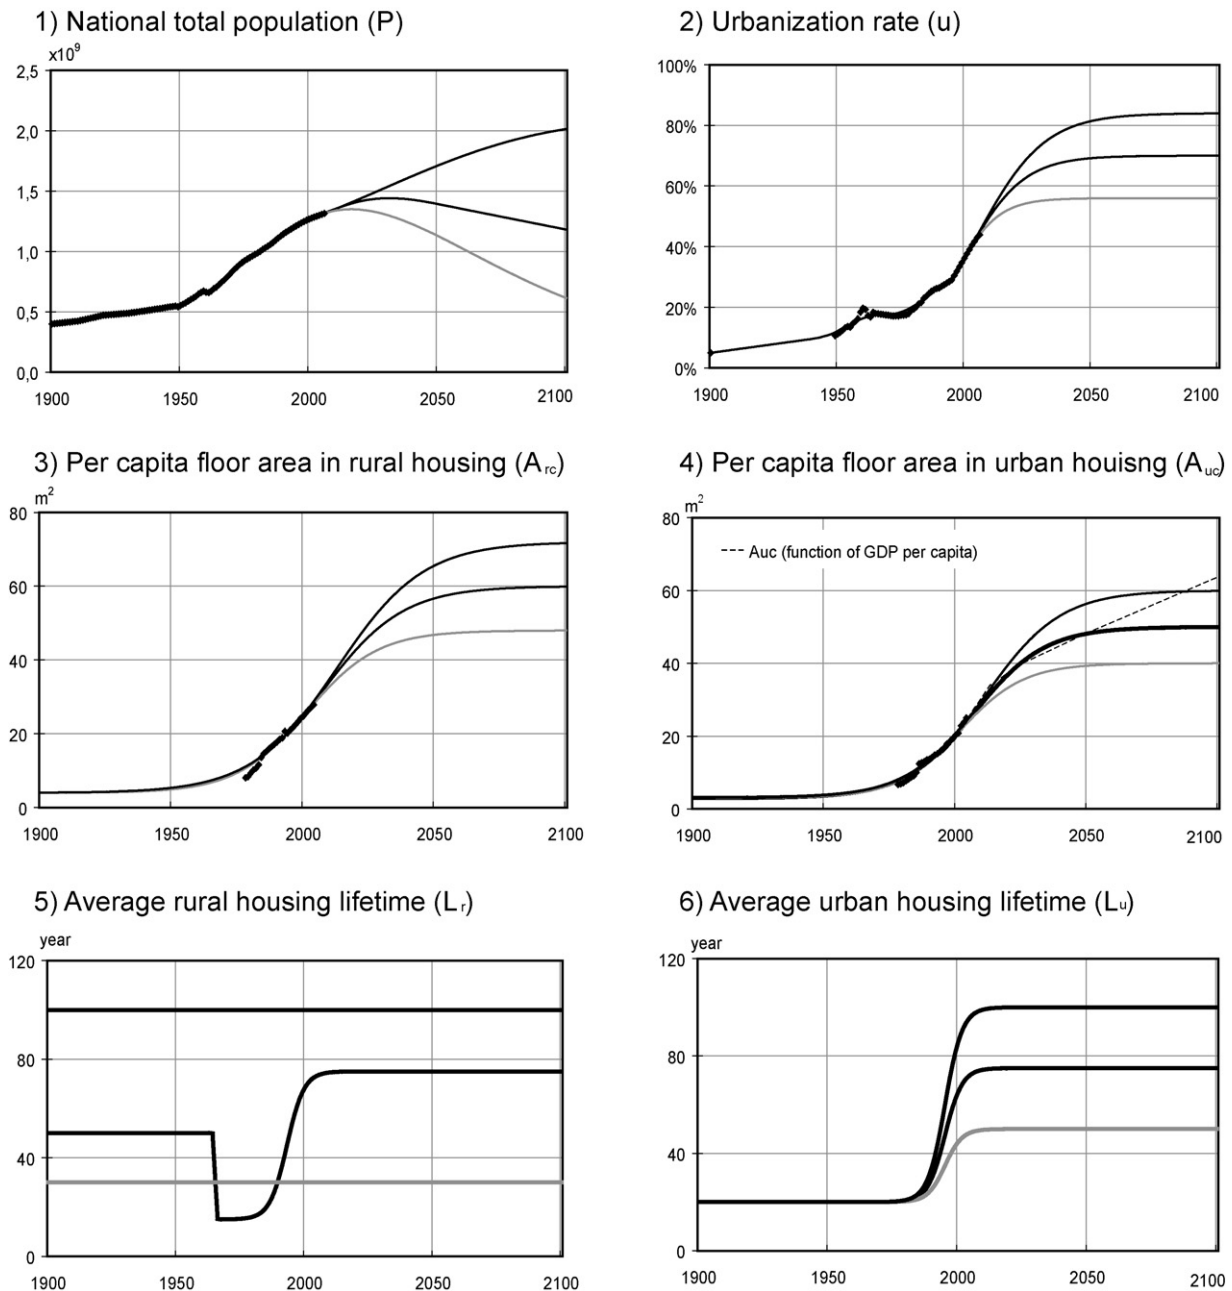 1) National total population (P)
x10⁹
2,5
2,0
1,5
1,0
0,5
0,0
1900 1950 2000 2050 2100
2) Urbanization rate (u)
100%
80%
60%
40%
20%
0%
1900 1950 2000 2050 2100
3) Per capita floor area in rural housing (A rc)
m²
80
60
40
20
0
1900 1950 2000 2050 2100
4) Per capita floor area in urban houisng (A uc)
m²
80
--- Auc (function of GDP per capita)
60
40
20
0
1900 1950 2000 2050 2100
5) Average rural housing lifetime (L r)
year
120
80
40
0
1900 1950 2000 2050 2100
6) Average urban housing lifetime (L u)
year
120
80
40
0
1900 1950 2000 2050 2100